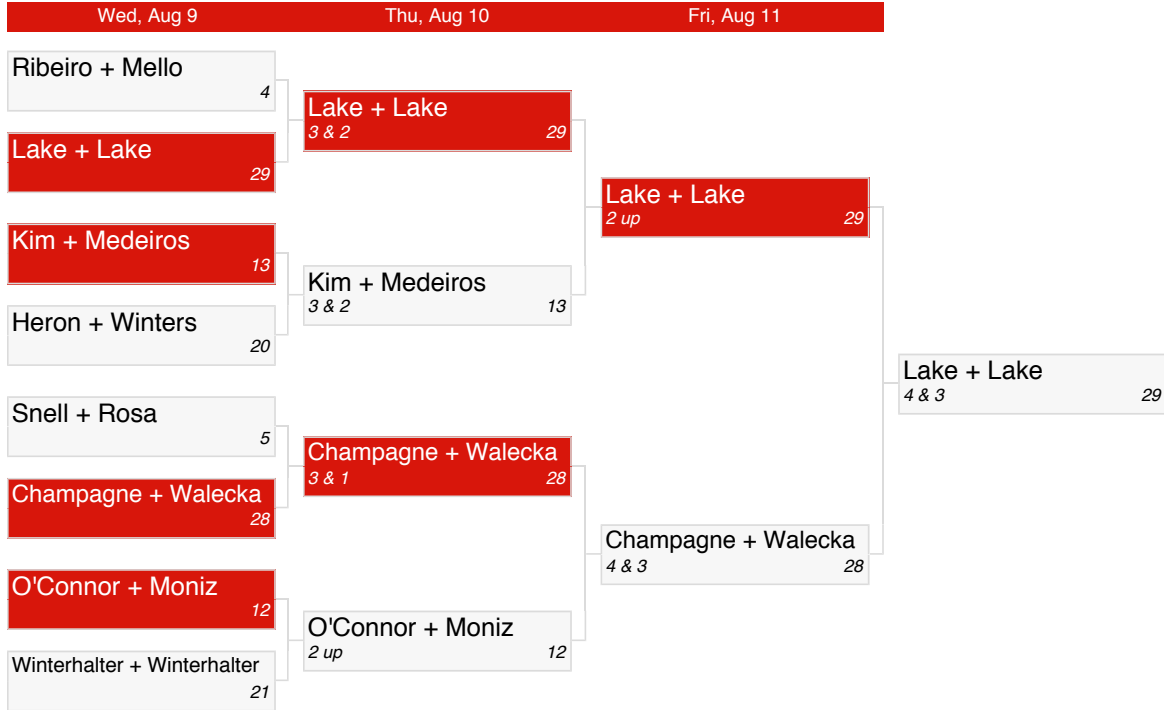 Wed, Aug 9
Thu, Aug 10
Fri, Aug 11
Ribeiro + Mello
4
Lake + Lake
29
Kim + Medeiros
13
Heron + Winters
20
Snell + Rosa
5
Champagne + Walecka
28
O'Connor + Moniz
12
Winterhalter + Winterhalter
21
Lake + Lake
3 & 2 29
Kim + Medeiros
3 & 2 13
Champagne + Walecka
3 & 1 28
O'Connor + Moniz
2 up 12
Lake + Lake
2 up 29
Champagne + Walecka
4 & 3 28
Lake + Lake
4 & 3 29